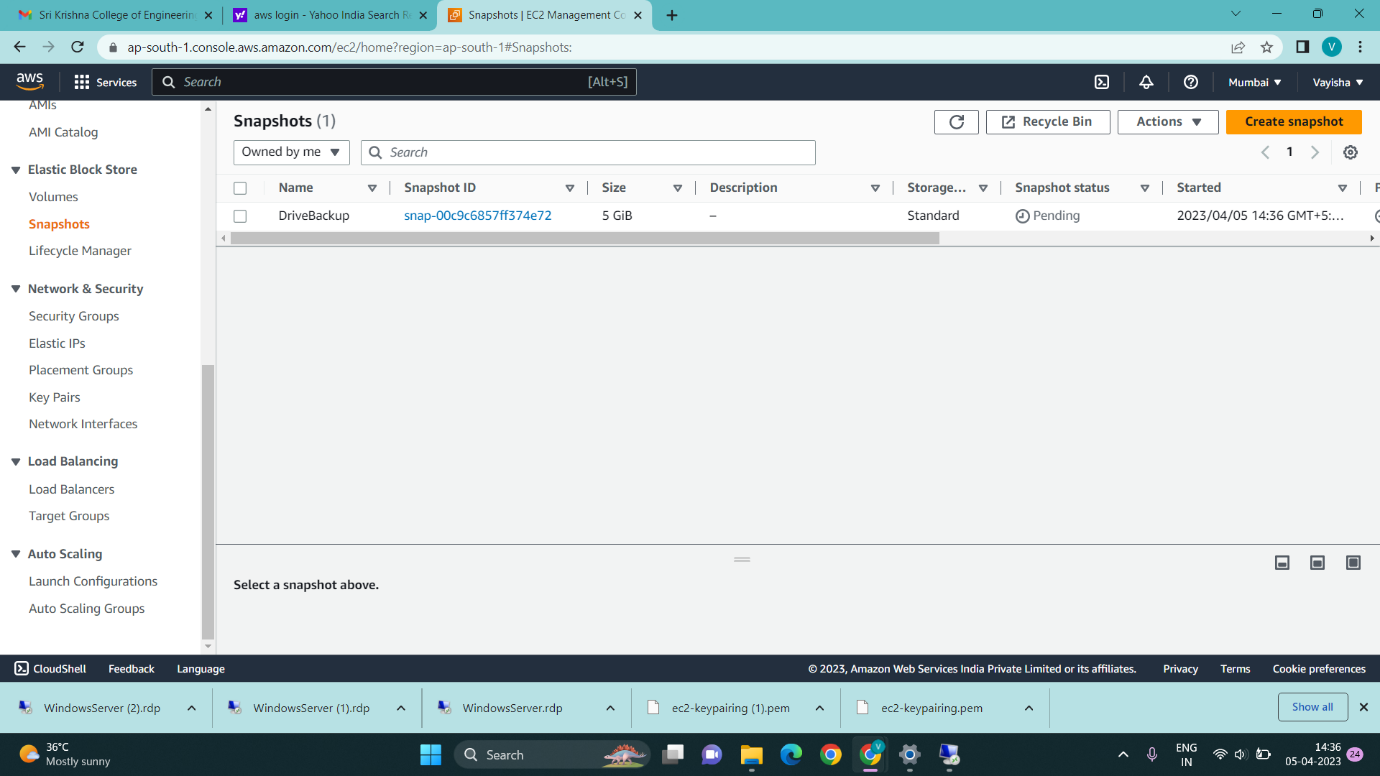 Sri Krishna College of Engineerin
aws login - Yahoo India Search Re
Snapshots | EC2 Management Co
ap-south-1.console.aws.amazon.com/ec2/home?region=ap-south-1#Snapshots:
V
aws
Services
Search
[Alt+S]
Mumbai
Vayisha
AMIs
AMI Catalog
Elastic Block Store
Volumes
Snapshots
Lifecycle Manager
Network & Security
Security Groups
Elastic IPs
Placement Groups
Key Pairs
Network Interfaces
Load Balancing
Load Balancers
Target Groups
Auto Scaling
Launch Configurations
Auto Scaling Groups
Snapshots (1)
Recycle Bin
Actions
Create snapshot
Owned by me
Search
1
Name Snapshot ID Size Description Storage... Snapshot status Started
DriveBackup snap-00c9c6857ff374e72 5 GiB – Standard Pending 2023/04/05 14:36 GMT+5:...
Select a snapshot above.
CloudShell Feedback Language
© 2023, Amazon Web Services India Private Limited or its affiliates. Privacy Terms Cookie preferences
WindowsServer (2).rdp
WindowsServer (1).rdp
WindowsServer.rdp
ec2-keypairing (1).pem
ec2-keypairing.pem
Show all
36°C
Mostly sunny
Search
V
ENG
IN
14:36
05-04-2023
24